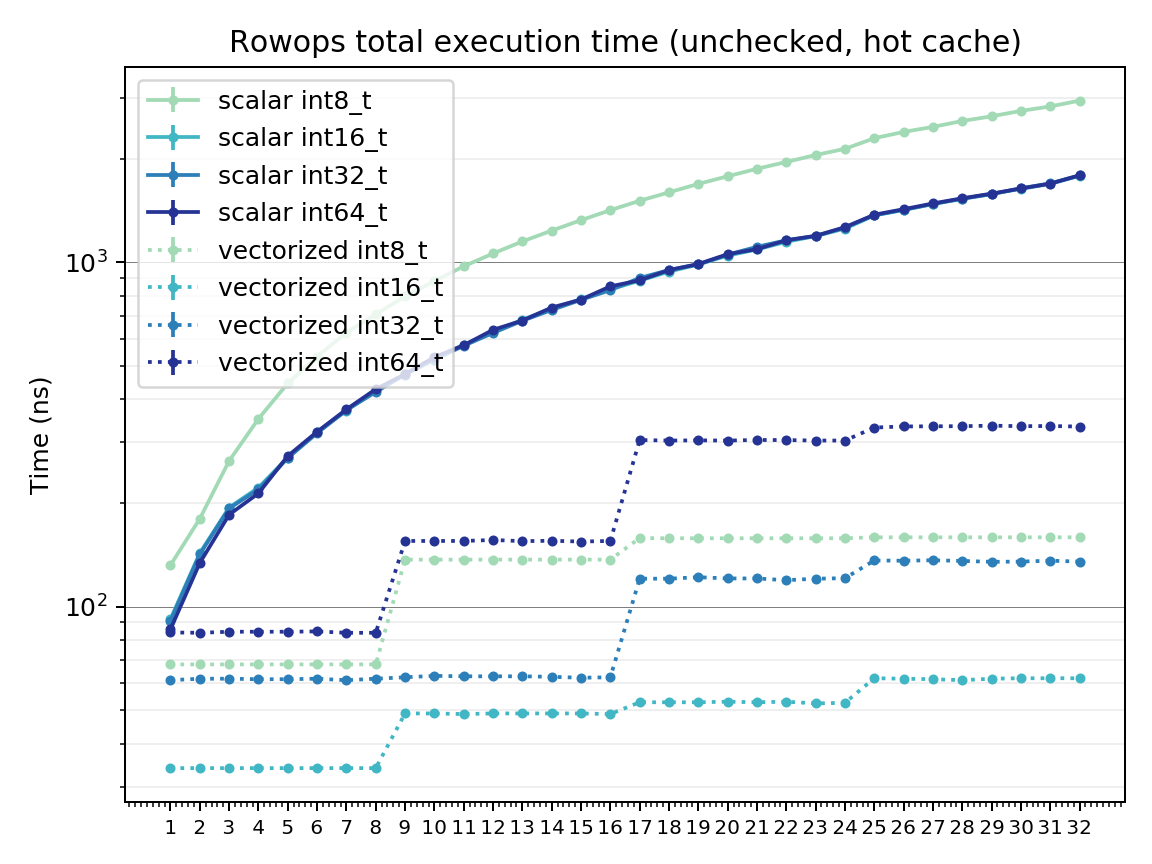 Rowops total execution time (unchecked, hot cache)
scalar int8_t
scalar int16_t
scalar int32_t
scalar int64_t
vectorized int8_t
vectorized int16_t
vectorized int32_t
vectorized int64_t
Time (ns)
10³
10²
1 2 3 4 5 6 7 8 9 10 11 12 13 14 15 16 17 18 19 20 21 22 23 24 25 26 27 28 29 30 31 32